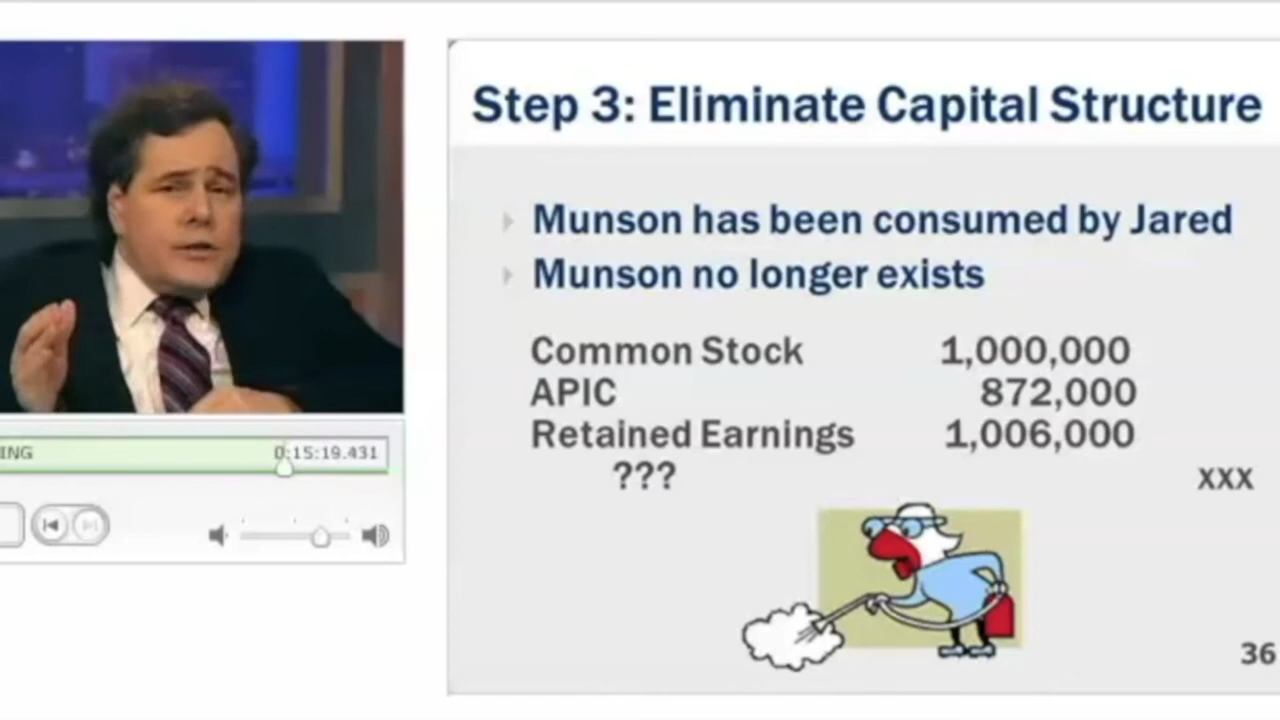 Step 3: Eliminate Capital Structure
Munson has been consumed by Jared
Munson no longer exists
Common Stock 1,000,000
APIC 872,000
Retained Earnings 1,006,000
??? xxx
36
ING 0:15:19.431